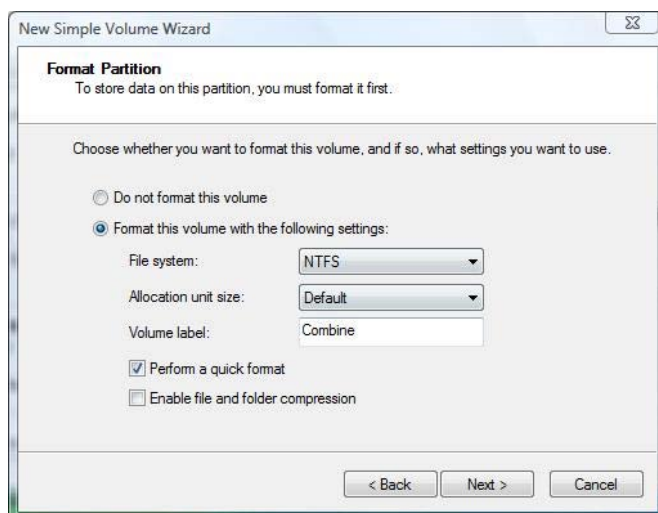 New Simple Volume Wizard
Format Partition
To store data on this partition, you must format it first.
Choose whether you want to format this volume, and if so, what settings you want to use.
Do not format this volume
Format this volume with the following settings:
File system: NTFS
Allocation unit size: Default
Volume label: Combine
Perform a quick format
Enable file and folder compression
< Back Next > Cancel